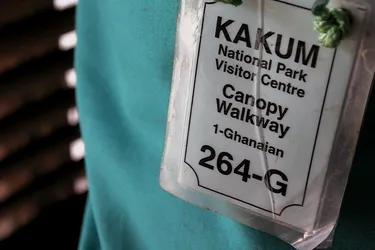 KAKUM
National Park
Visitor Centre
Canopy
Walkway
1-Ghanaian
264-G